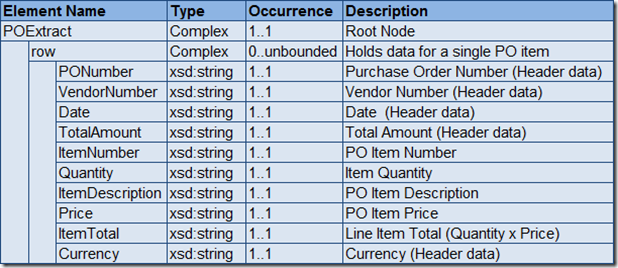 Element Name Type Occurrence Description
POExtract Complex 1..1 Root Node
row Complex 0..unbounded Holds data for a single PO item
PONumber xsd:string 1..1 Purchase Order Number (Header data)
VendorNumber xsd:string 1..1 Vendor Number (Header data)
Date xsd:string 1..1 Date (Header data)
TotalAmount xsd:string 1..1 Total Amount (Header data)
ItemNumber xsd:string 1..1 PO Item Number
Quantity xsd:string 1..1 Item Quantity
ItemDescription xsd:string 1..1 PO Item Description
Price xsd:string 1..1 PO Item Price
ItemTotal xsd:string 1..1 Line Item Total (Quantity x Price)
Currency xsd:string 1..1 Currency (Header data)